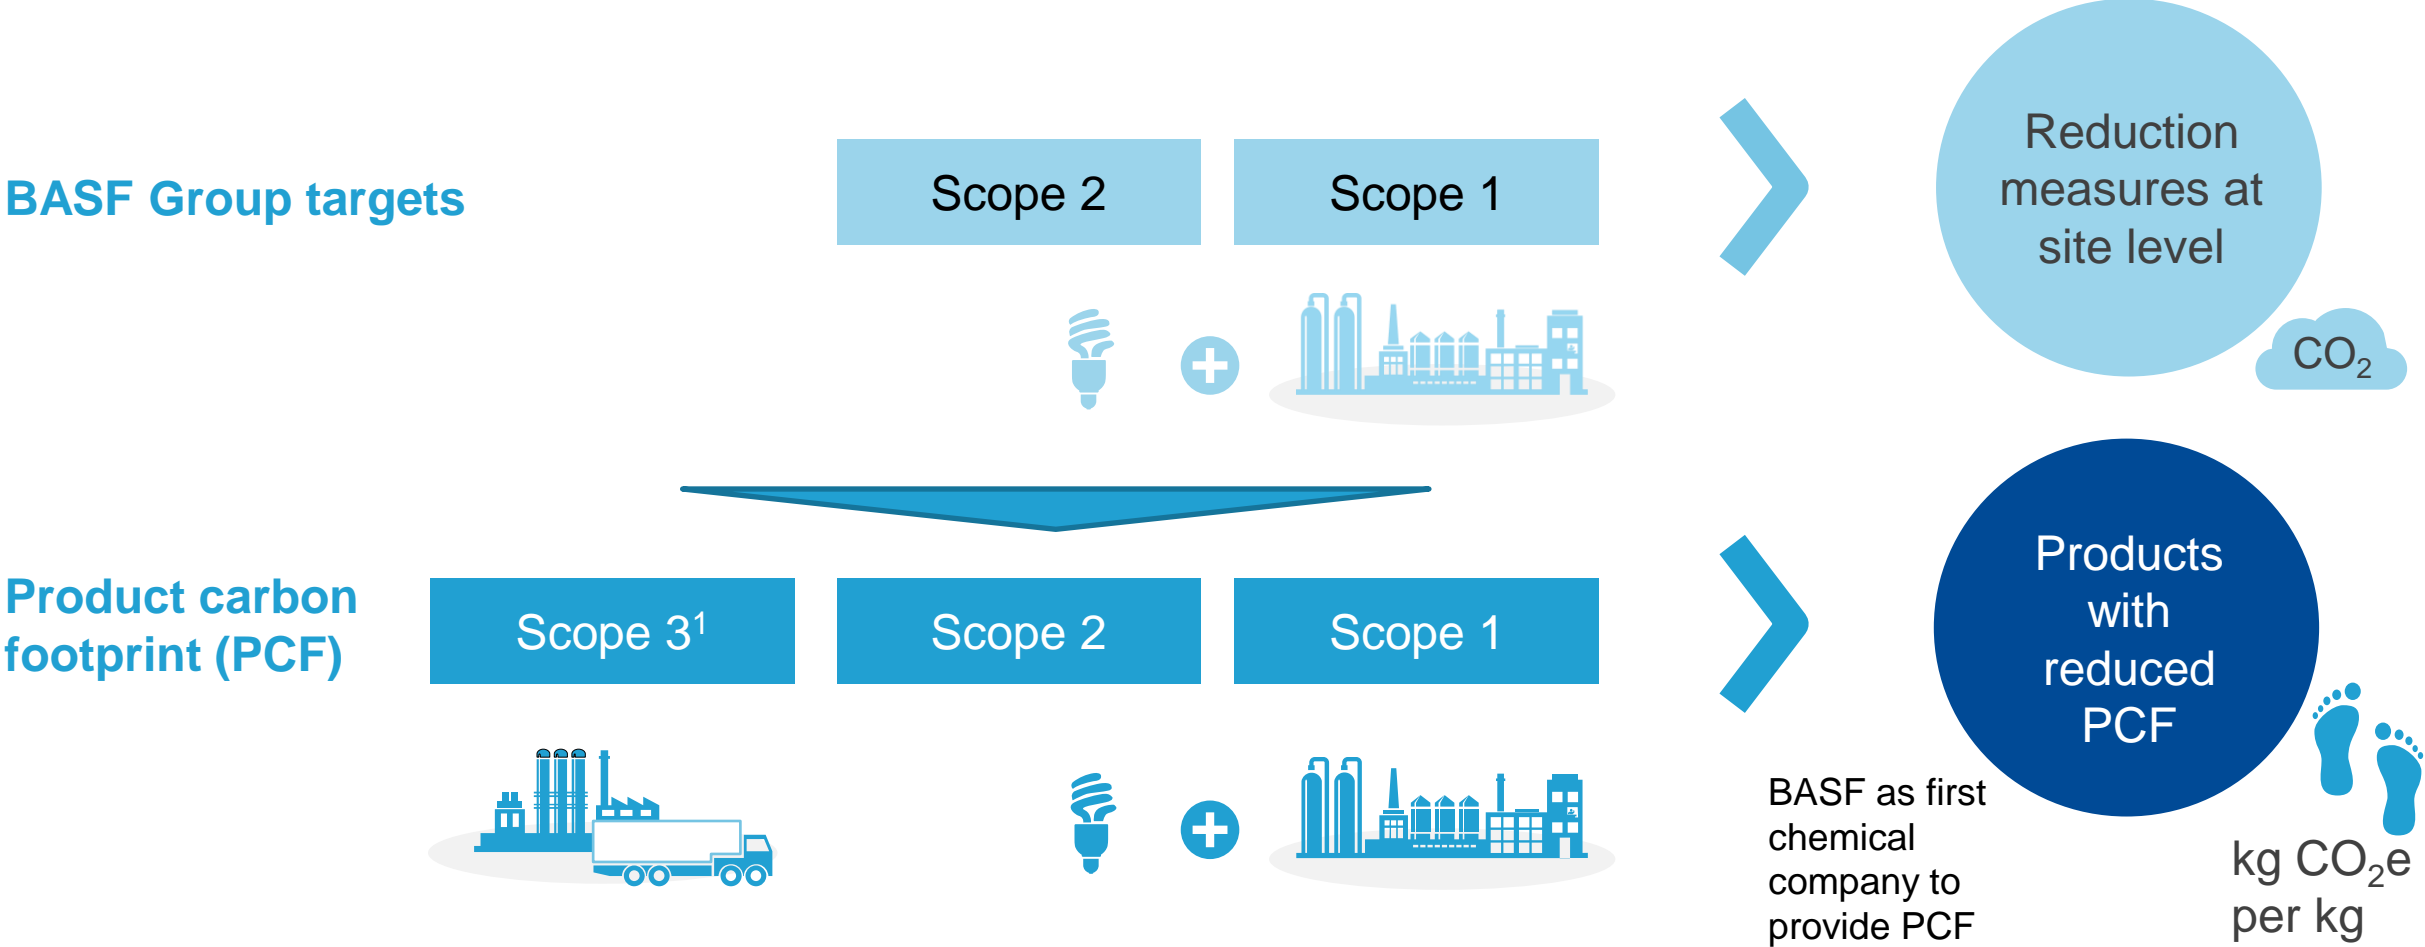 BASF Group targets
Scope 2
Scope 1
Reduction
measures at
site level
CO₂
Product carbon
footprint (PCF)
Scope 3¹
Scope 2
Scope 1
Products
with
reduced
PCF
BASF as first
chemical
company to
provide PCF
kg CO₂e
per kg